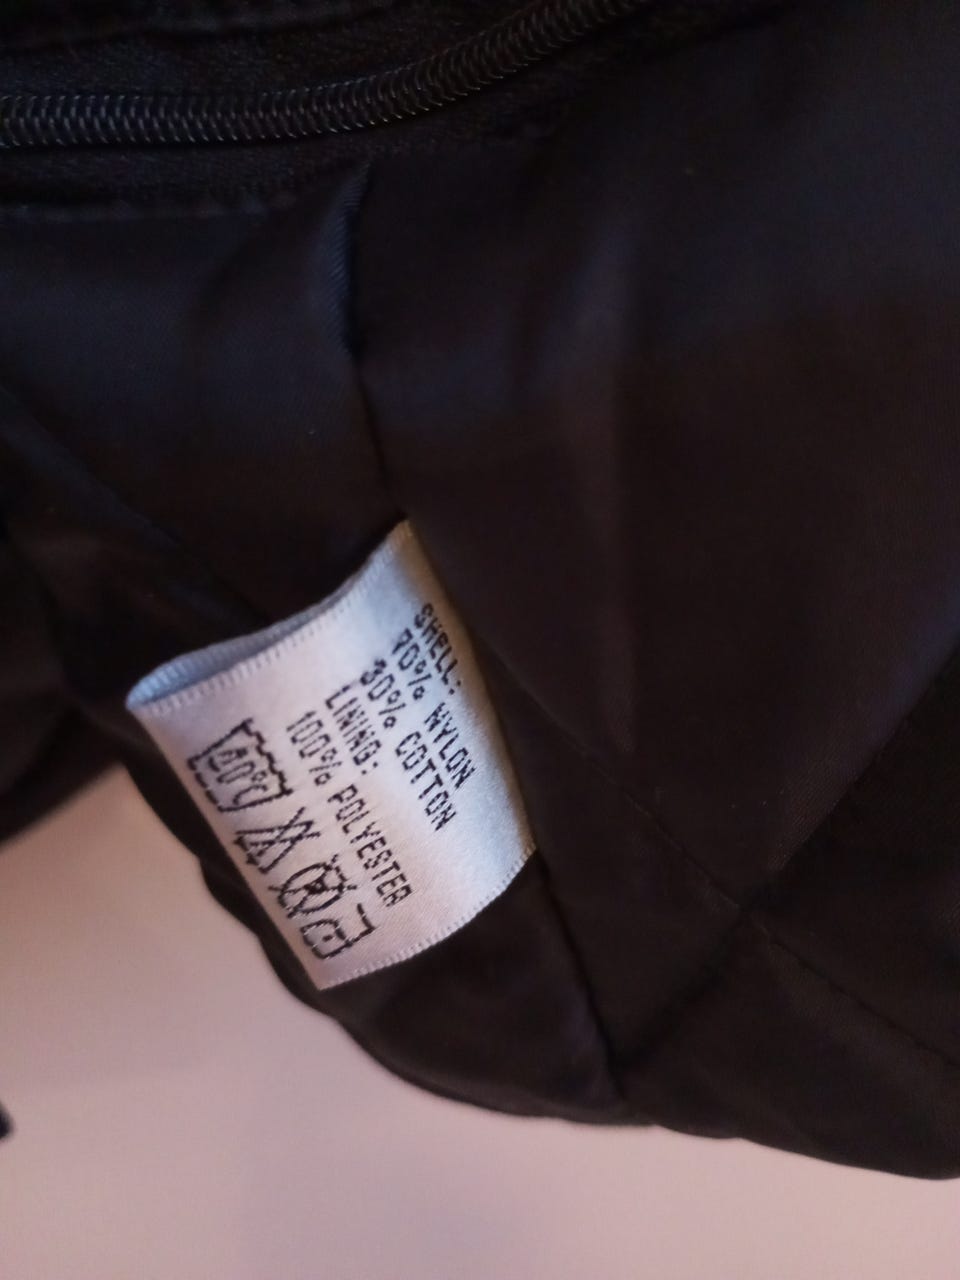 SHELL:
70% NYLON
30% COTTON
LINING:
100% POLYESTER
40°C